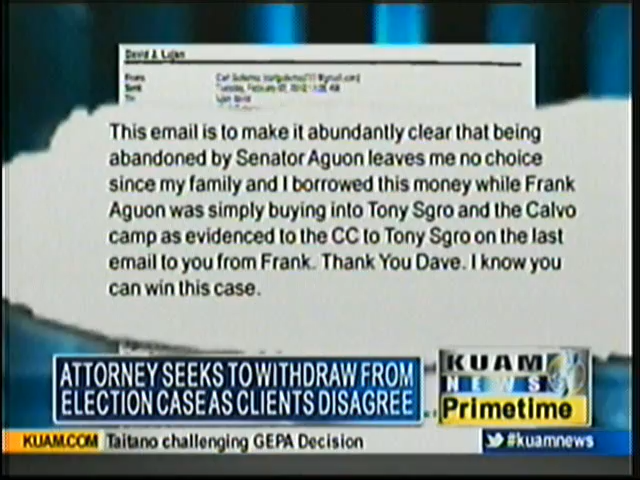 David J. Lujan
From
Sent
To
This email is to make it abundantly clear that being
abandoned by Senator Aguon leaves me no choice
since my family and I borrowed this money while Frank
Aguon was simply buying into Tony Sgro and the Calvo
camp as evidenced to the CC to Tony Sgro on the last
email to you from Frank. Thank You Dave. I know you
can win this case.
ATTORNEY SEEKS TO WITHDRAW FROM
ELECTION CASE AS CLIENTS DISAGREE
KUAM
NEWS
Primetime
KUAM.COM Taitano challenging GEPA Decision #kuamnews